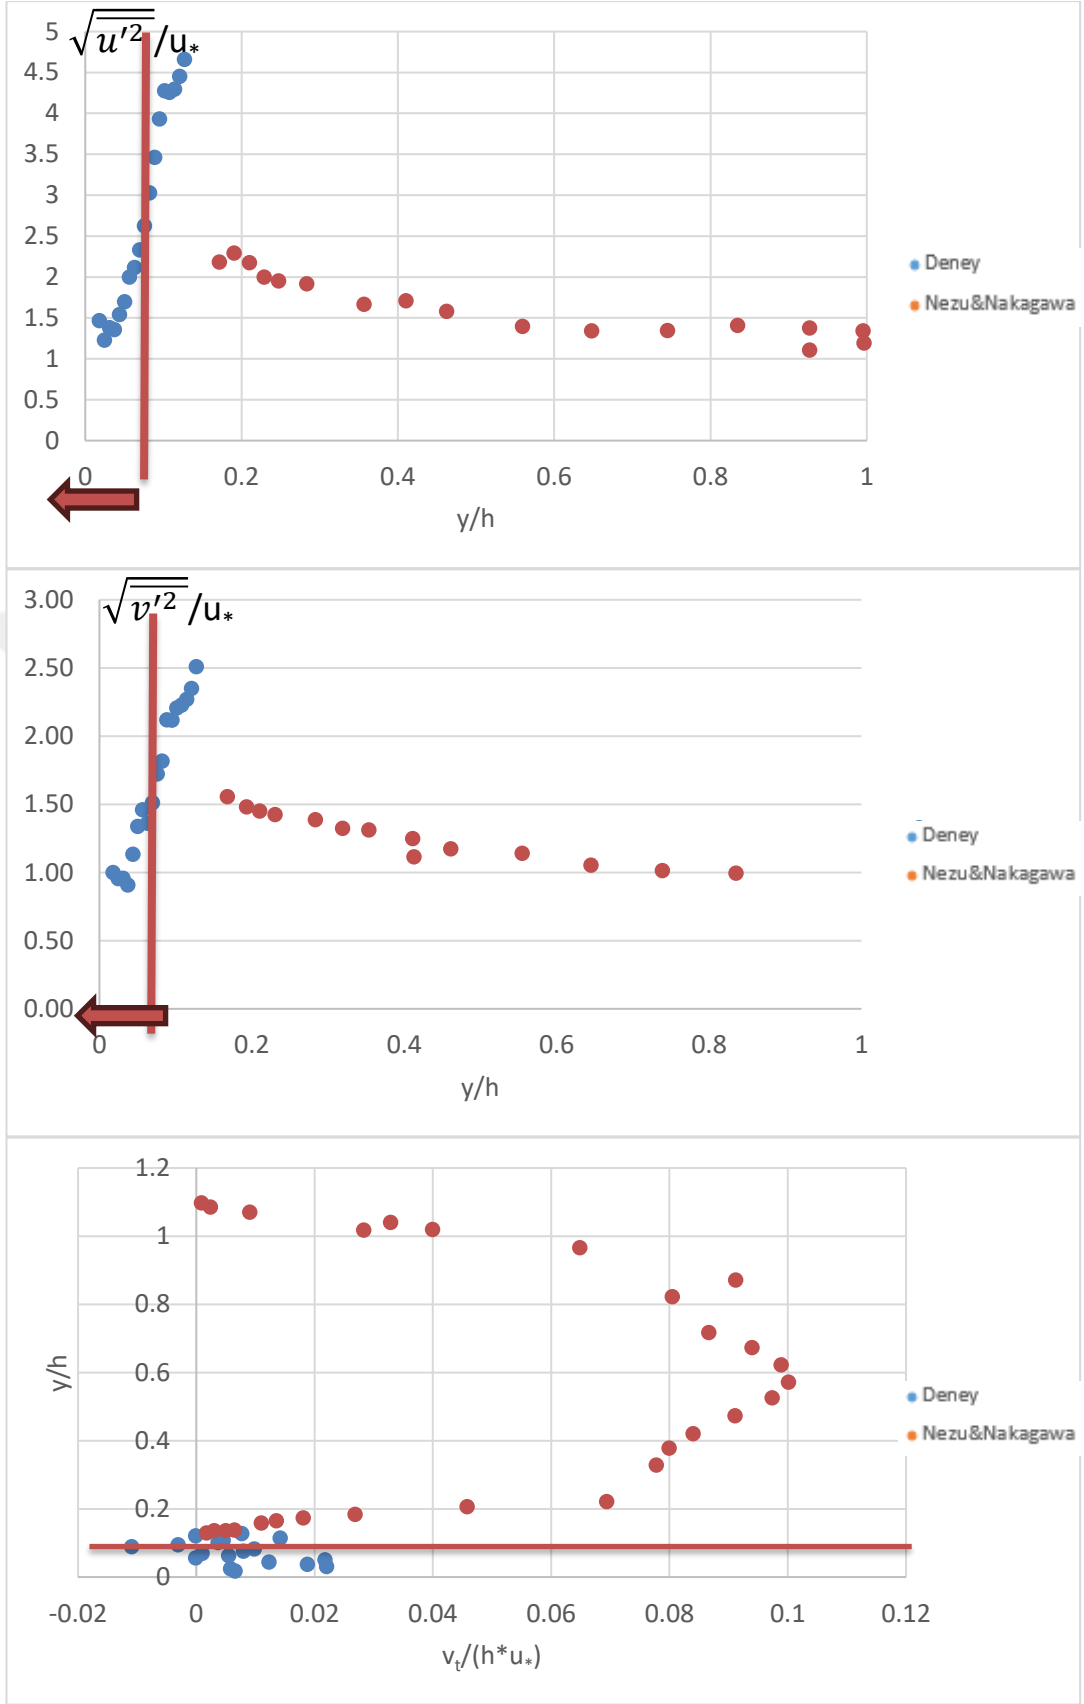 √u′² /u*
5
4.5
4
3.5
3
2.5
2
1.5
1
0.5
0
0 0.2 0.4 0.6 0.8 1
y/h
Deney
Nezu&Nakagawa
√v′² /u*
3.00
2.50
2.00
1.50
1.00
0.50
0.00
0 0.2 0.4 0.6 0.8 1
y/h
Deney
Nezu&Nakagawa
1.2
1
0.8
0.6
0.4
0.2
0
y/h
-0.02 0 0.02 0.04 0.06 0.08 0.1 0.12
vt/(h*u*)
Deney
Nezu&Nakagawa